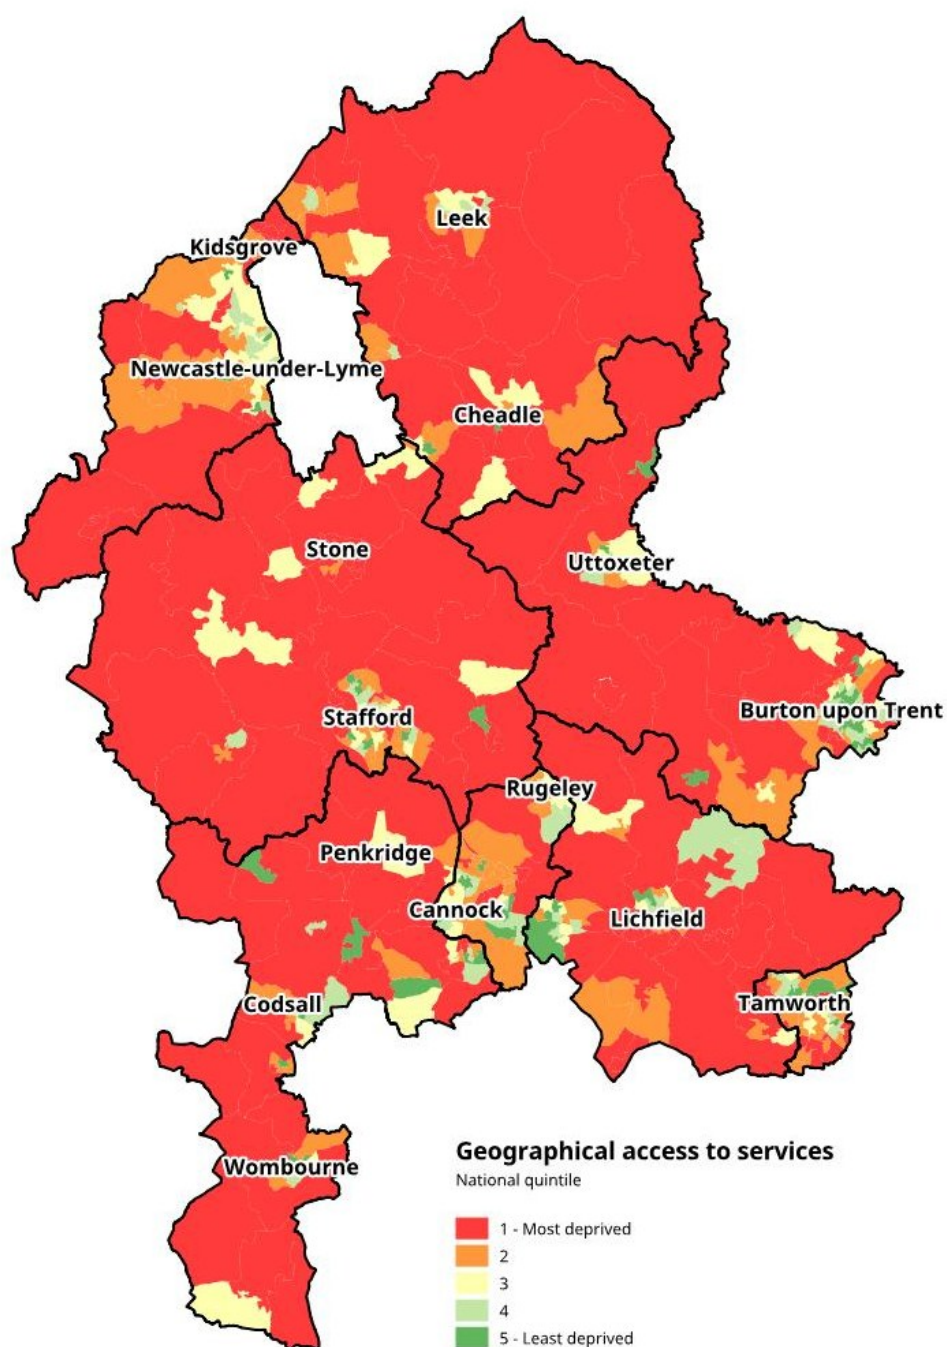 Leek
Kidsgrove
Newcastle-under-Lyme
Cheadle
Stone
Uttoxeter
Stafford
Burton upon Trent
Rugeley
Penkridge
Cannock
Lichfield
Codsall
Tamworth
Wombourne
Geographical access to services
National quintile
1 - Most deprived
2
3
4
5 - Least deprived